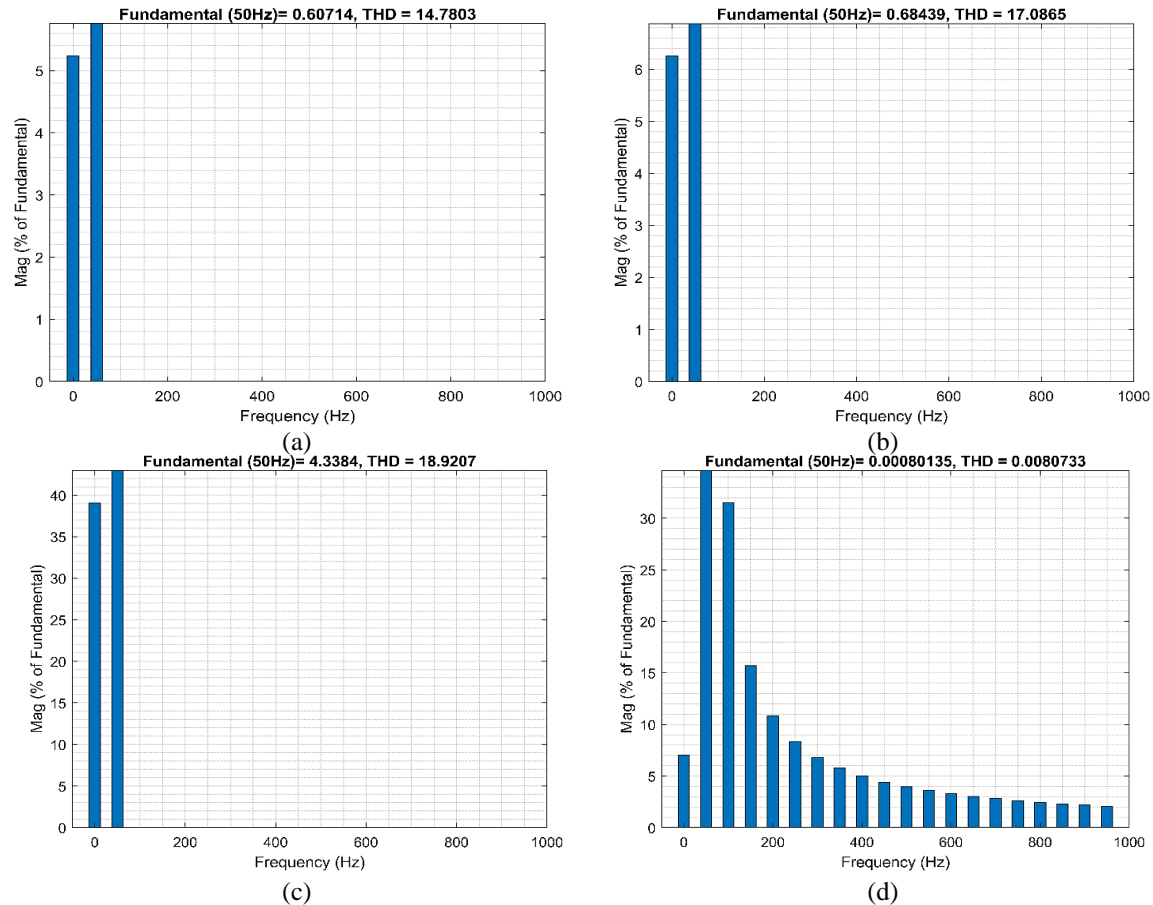 Fundamental (50Hz)= 0.60714, THD = 14.7803
Mag (% of Fundamental)
5
4
3
2
1
0
0 200 400 600 800 1000
Frequency (Hz)
(a)
Fundamental (50Hz)= 0.68439, THD = 17.0865
Mag (% of Fundamental)
6
5
4
3
2
1
0
0 200 400 600 800 1000
Frequency (Hz)
(b)
Fundamental (50Hz)= 4.3384, THD = 18.9207
Mag (% of Fundamental)
40
35
30
25
20
15
10
5
0
0 200 400 600 800 1000
Frequency (Hz)
(c)
Fundamental (50Hz)= 0.00080135, THD = 0.0080733
Mag (% of Fundamental)
30
25
20
15
10
5
0
0 200 400 600 800 1000
Frequency (Hz)
(d)